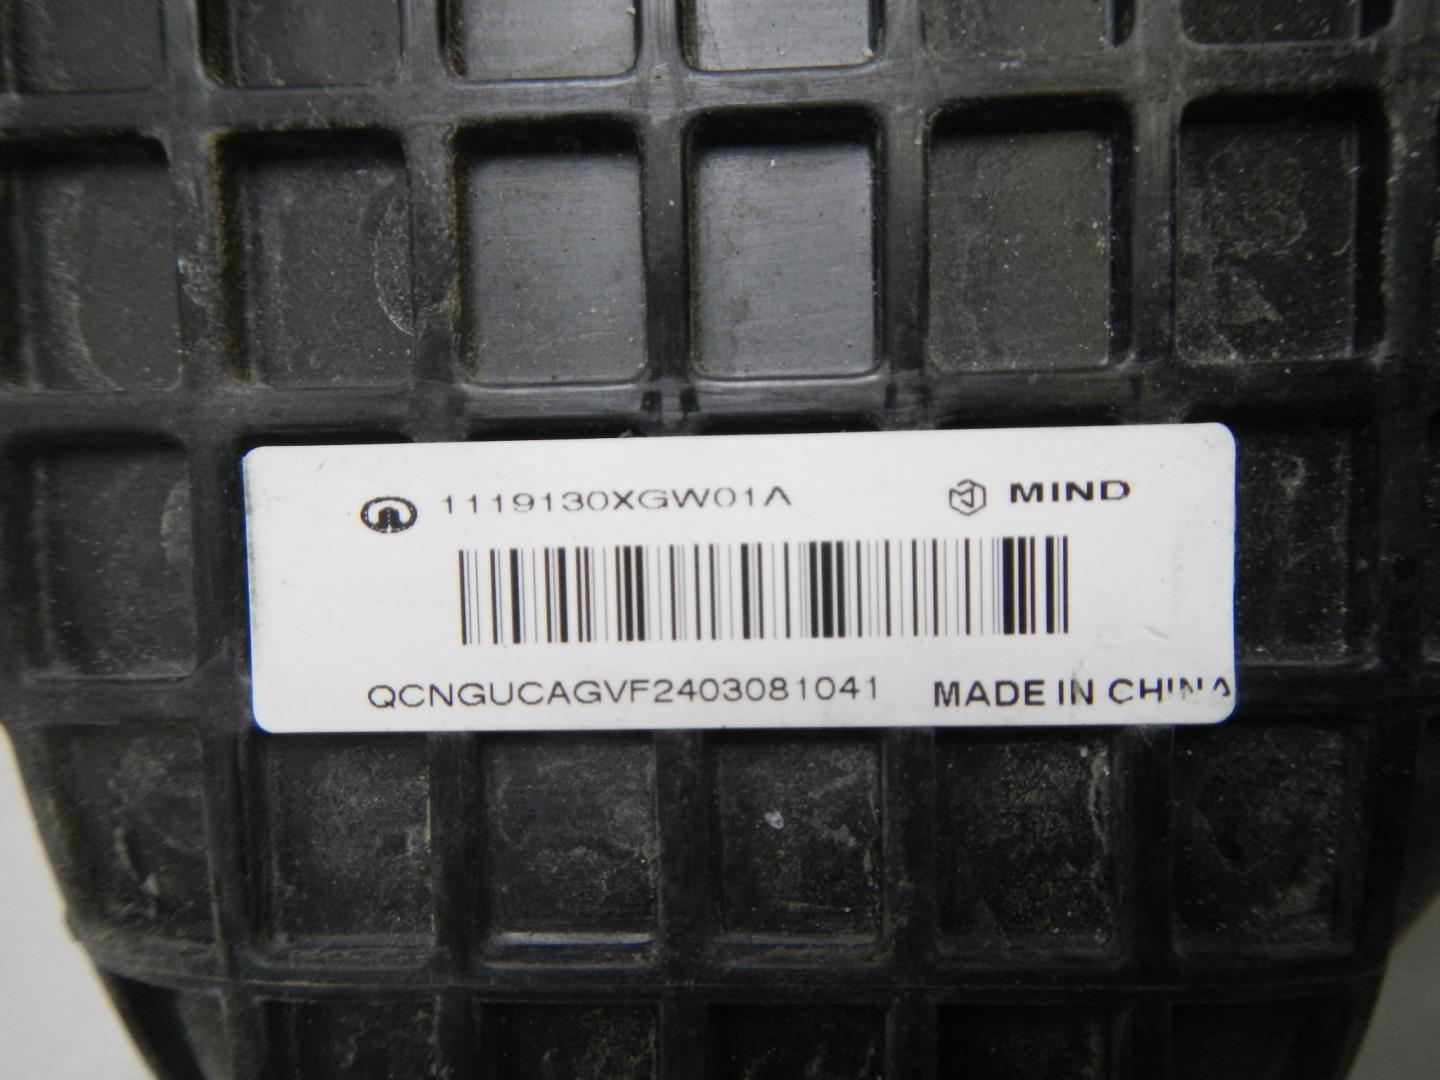 1119130XGW01A MIND
QCNGUCAGVF2403081041 MADE IN CHINA